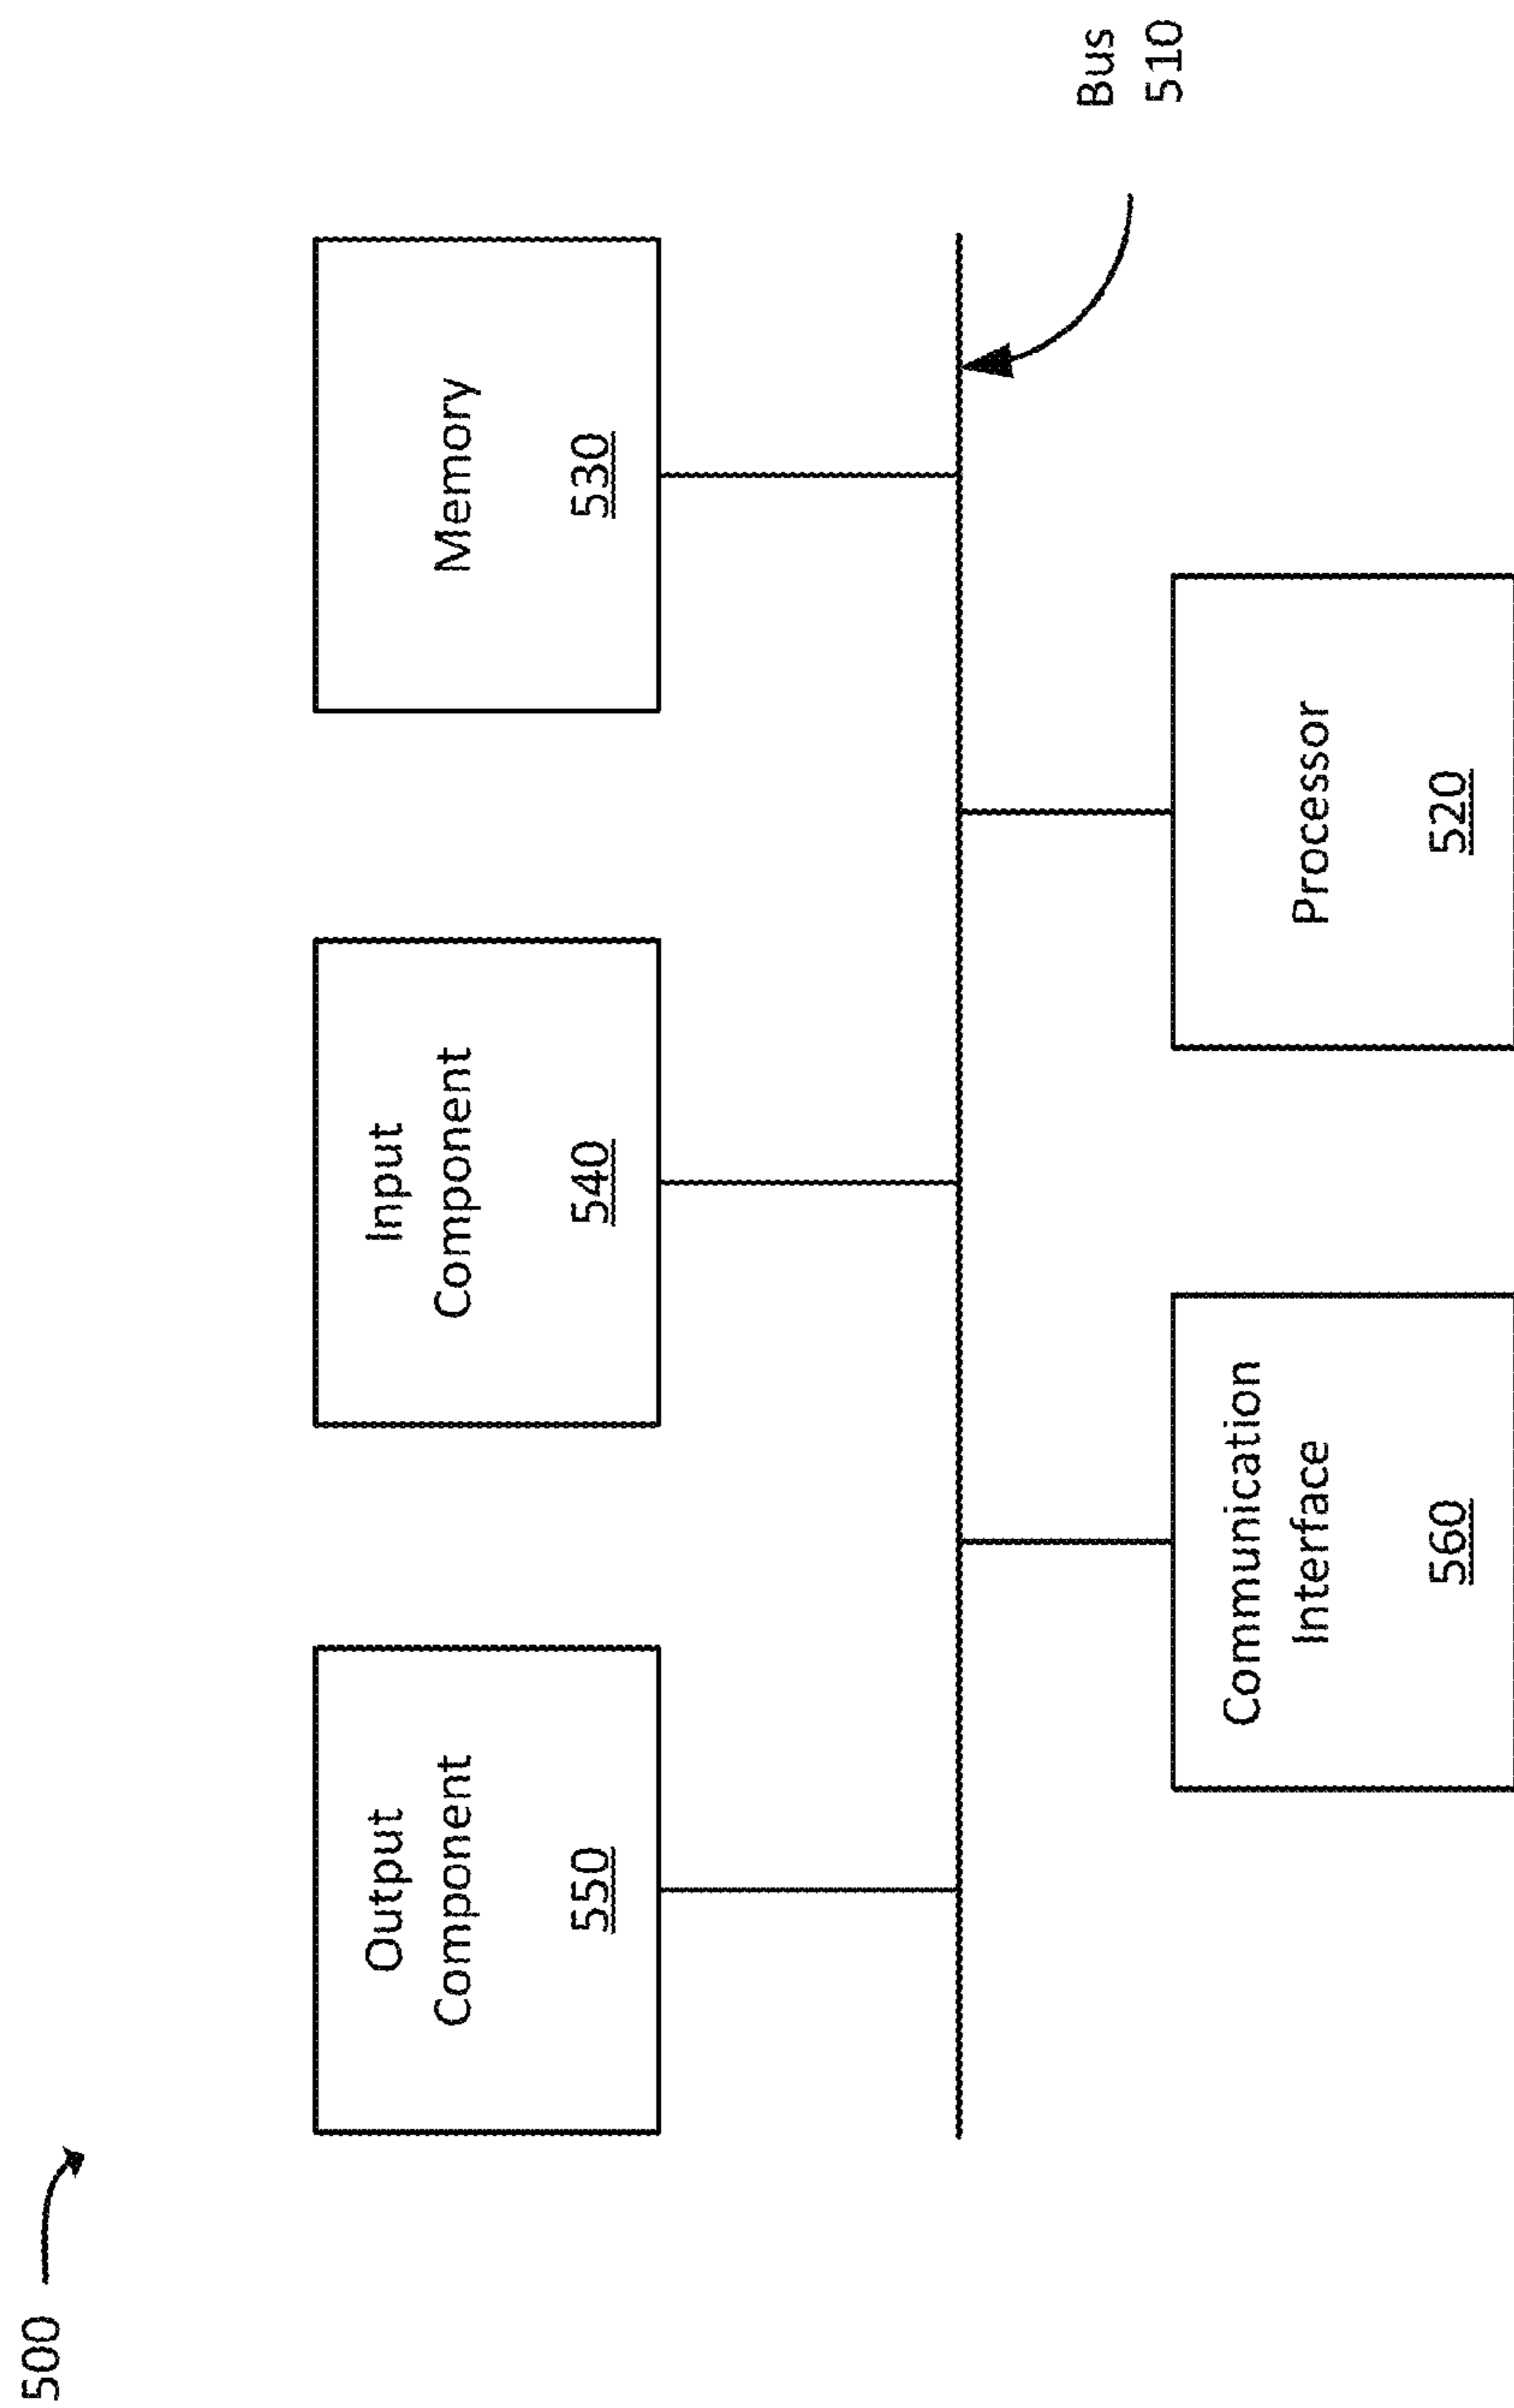 500
Output
Component
550
Input
Component
540
Memory
530
Bus
510
Communication
Interface
560
Processor
520